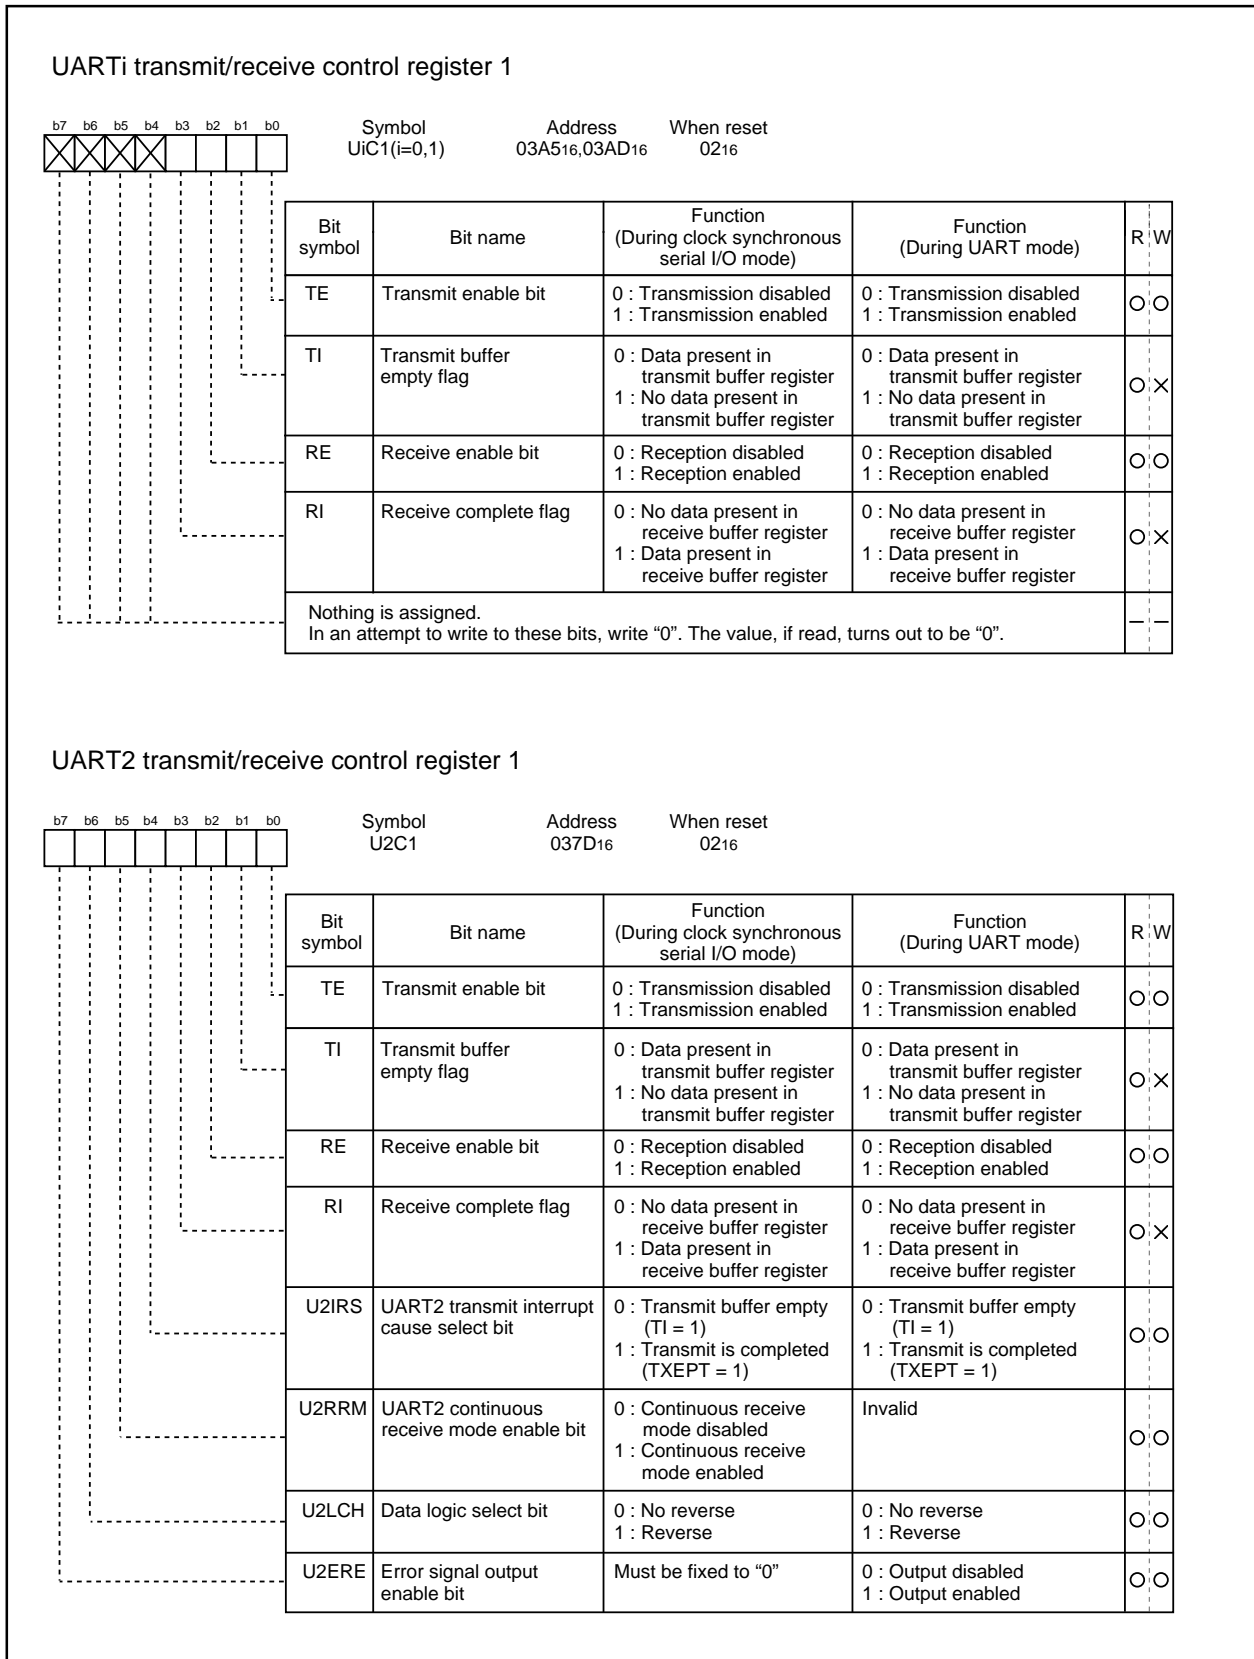 UARTi transmit/receive control register 1
b7 b6 b5 b4 b3 b2 b1 b0
Symbol Address When reset
UiC1(i=0,1) 03A516,03AD16 0216
Bit symbol Bit name Function (During clock synchronous serial I/O mode) Function (During UART mode) R W
TE Transmit enable bit 0 : Transmission disabled 0 : Transmission disabled
1 : Transmission enabled 1 : Transmission enabled
TI Transmit buffer 0 : Data present in 0 : Data present in
empty flag transmit buffer register transmit buffer register
1 : No data present in 1 : No data present in
transmit buffer register transmit buffer register
RE Receive enable bit 0 : Reception disabled 0 : Reception disabled
1 : Reception enabled 1 : Reception enabled
RI Receive complete flag 0 : No data present in 0 : No data present in
receive buffer register receive buffer register
1 : Data present in 1 : Data present in
receive buffer register receive buffer register
Nothing is assigned.
In an attempt to write to these bits, write “0”. The value, if read, turns out to be “0”.
UART2 transmit/receive control register 1
b7 b6 b5 b4 b3 b2 b1 b0
Symbol Address When reset
U2C1 037D16 0216
Bit symbol Bit name Function (During clock synchronous serial I/O mode) Function (During UART mode) R W
TE Transmit enable bit 0 : Transmission disabled 0 : Transmission disabled
1 : Transmission enabled 1 : Transmission enabled
TI Transmit buffer 0 : Data present in 0 : Data present in
empty flag transmit buffer register transmit buffer register
1 : No data present in 1 : No data present in
transmit buffer register transmit buffer register
RE Receive enable bit 0 : Reception disabled 0 : Reception disabled
1 : Reception enabled 1 : Reception enabled
RI Receive complete flag 0 : No data present in 0 : No data present in
receive buffer register receive buffer register
1 : Data present in 1 : Data present in
receive buffer register receive buffer register
U2IRS UART2 transmit interrupt 0 : Transmit buffer empty 0 : Transmit buffer empty
cause select bit (TI = 1) (TI = 1)
1 : Transmit is completed 1 : Transmit is completed
(TXEPT = 1) (TXEPT = 1)
U2RRM UART2 continuous 0 : Continuous receive Invalid
receive mode enable bit mode disabled
1 : Continuous receive
mode enabled
U2LCH Data logic select bit 0 : No reverse 0 : No reverse
1 : Reverse 1 : Reverse
U2ERE Error signal output Must be fixed to “0” 0 : Output disabled
enable bit 1 : Output enabled